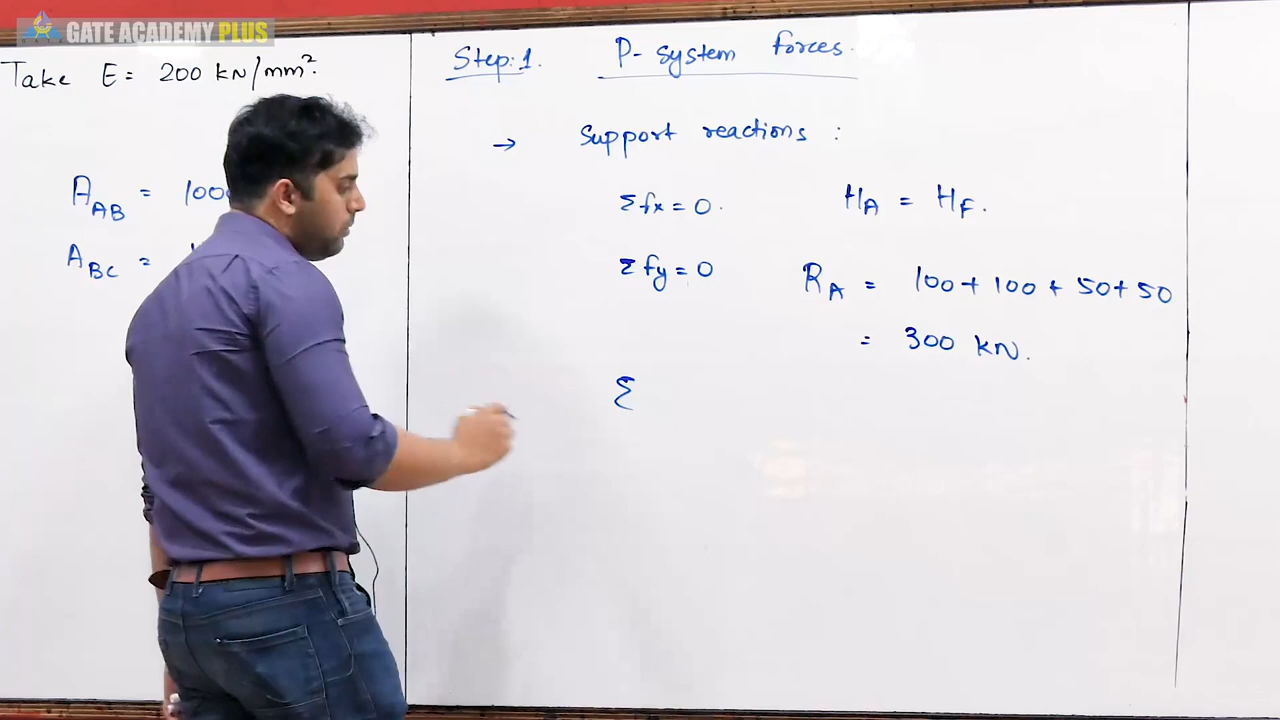 GATE ACADEMY PLUS
Take E = 200 kN/mm².
A_AB = 100
A_BC =
Step:1. P-system forces.
→ Support reactions :
Σfx = 0. H_A = H_F.
Σfy = 0 R_A = 100 + 100 + 50 + 50
= 300 kN.
Σ